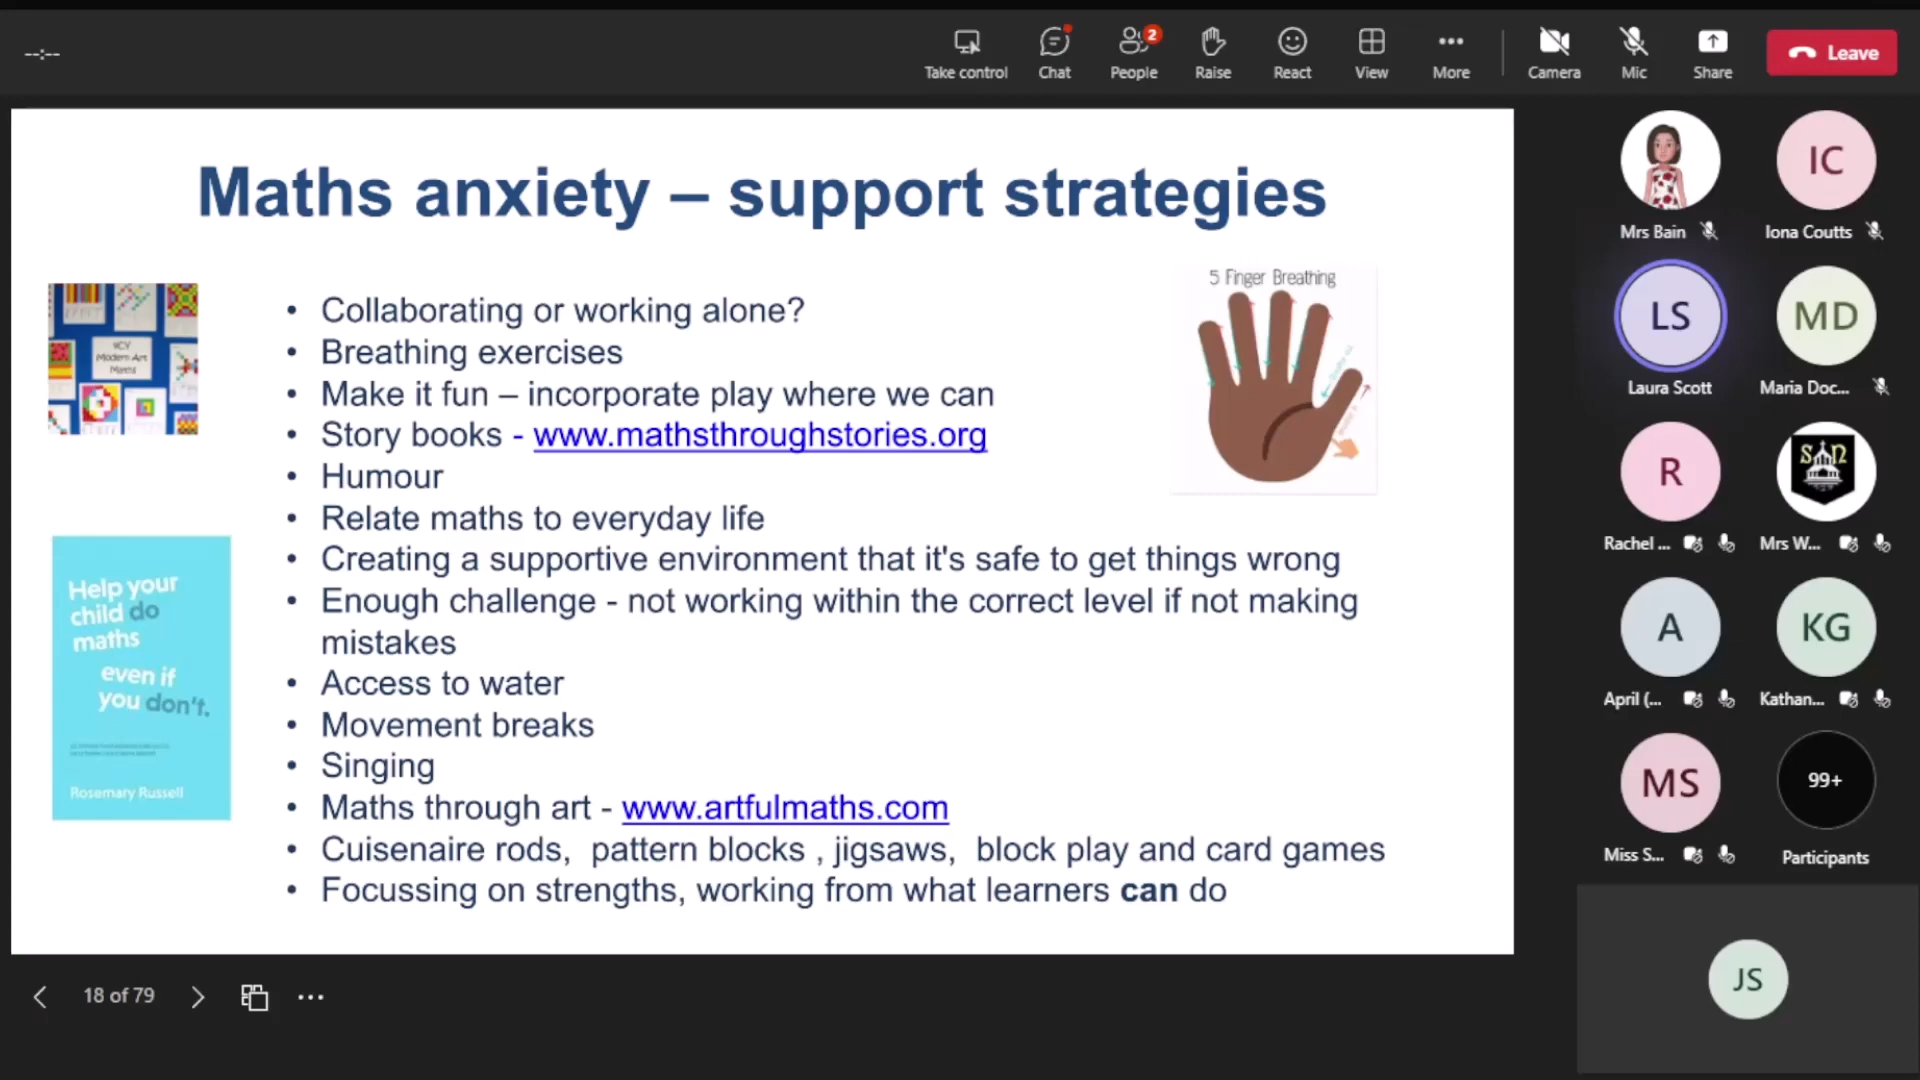 --:--
Take control
Chat
2
People
Raise
React
View
More
Camera
Mic
Share
Leave
Maths anxiety – support strategies
KCY
Modern Art
Maths
5 Finger Breathing
• Collaborating or working alone?
• Breathing exercises
• Make it fun – incorporate play where we can
• Story books - www.mathsthroughstories.org
• Humour
• Relate maths to everyday life
• Creating a supportive environment that it's safe to get things wrong
• Enough challenge - not working within the correct level if not making
mistakes
• Access to water
• Movement breaks
• Singing
• Maths through art - www.artfulmaths.com
• Cuisenaire rods, pattern blocks , jigsaws, block play and card games
• Focussing on strengths, working from what learners can do
Help your
child do
maths
even if
you don't.
Rosemary Russell
Mrs Bain
IC
Iona Coutts
LS
Laura Scott
MD
Maria Doc...
R
Rachel ...
SN
Mrs W...
A
April (...
KG
Kathan...
MS
Miss S...
99+
Participants
JS
18 of 79